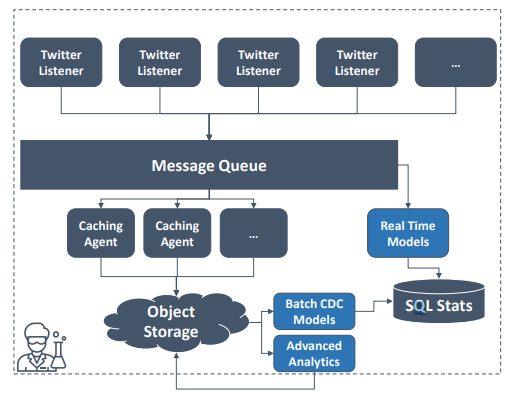 Twitter
Listener
Twitter
Listener
Twitter
Listener
Twitter
Listener
...
Message Queue
Caching
Agent
Caching
Agent
...
Real Time
Models
Object
Storage
Batch CDC
Models
SQL Stats
Advanced
Analytics